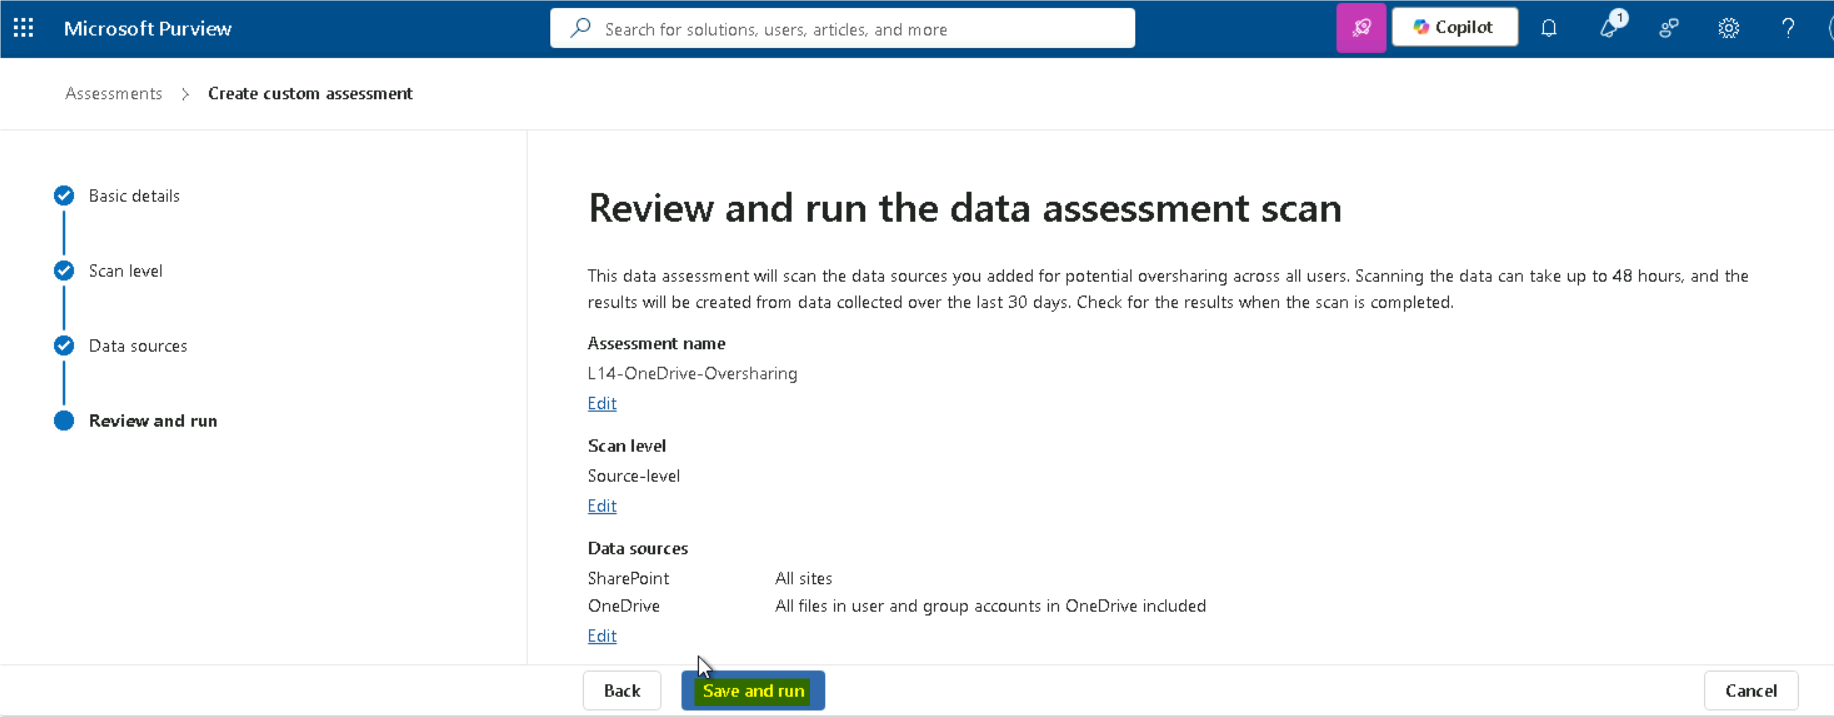 Microsoft Purview
Search for solutions, users, articles, and more
Copilot
1
Assessments > Create custom assessment
Basic details
Scan level
Data sources
Review and run
Review and run the data assessment scan
This data assessment will scan the data sources you added for potential oversharing across all users. Scanning the data can take up to 48 hours, and the
results will be created from data collected over the last 30 days. Check for the results when the scan is completed.
Assessment name
L14-OneDrive-Oversharing
Edit
Scan level
Source-level
Edit
Data sources
SharePoint All sites
OneDrive All files in user and group accounts in OneDrive included
Edit
Back
Save and run
Cancel